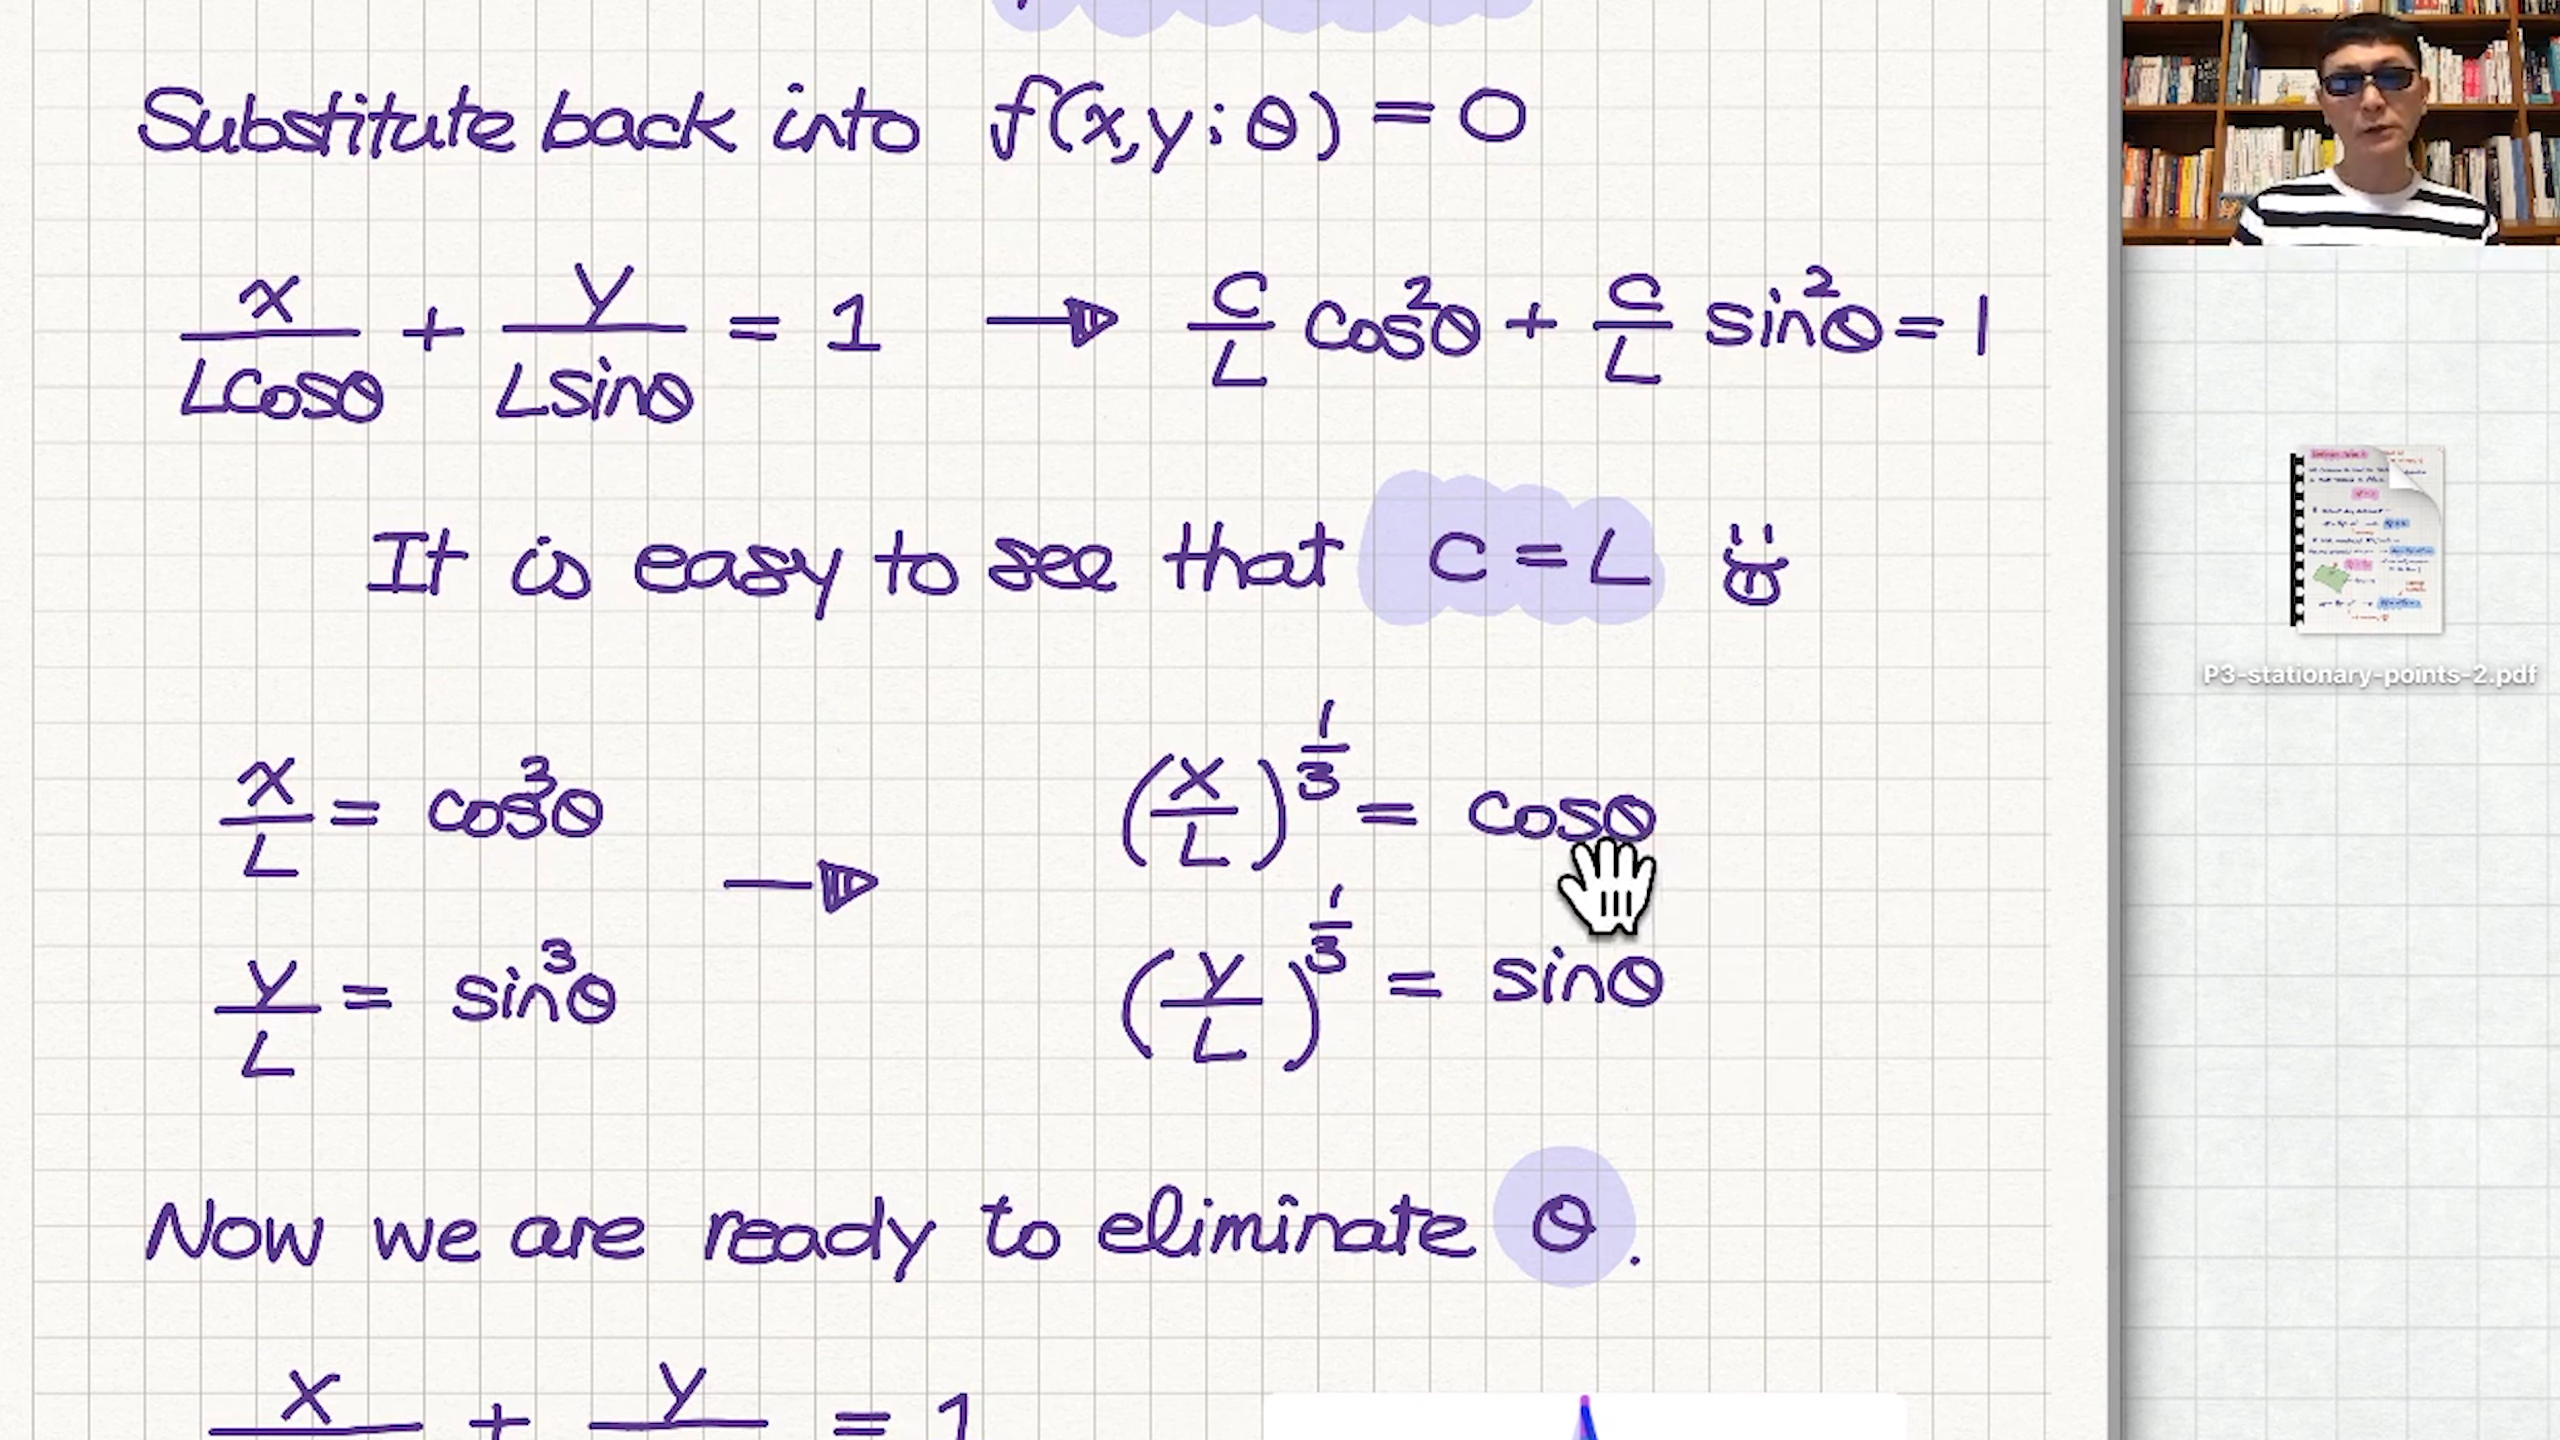 Substitute back into f(x,y;θ) = 0
x/(Lcosθ) + y/(Lsinθ) = 1 → C/L cos²θ + C/L sin²θ = 1
It is easy to see that C = L
x/L = cos³θ → (x/L)^(1/3) = cosθ
y/L = sin³θ (y/L)^(1/3) = sinθ
Now we are ready to eliminate θ.
x + y = 1
P3-stationary-points-2.pdf